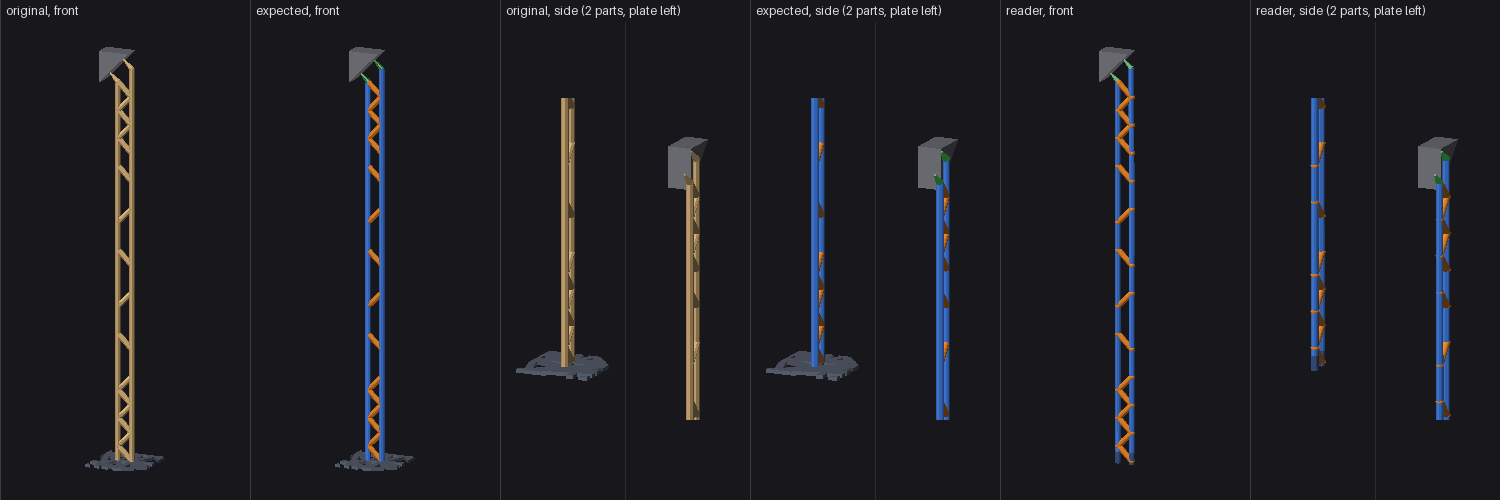 original, front
expected, front
original, side (2 parts, plate left)
expected, side (2 parts, plate left)
reader, front
reader, side (2 parts, plate left)